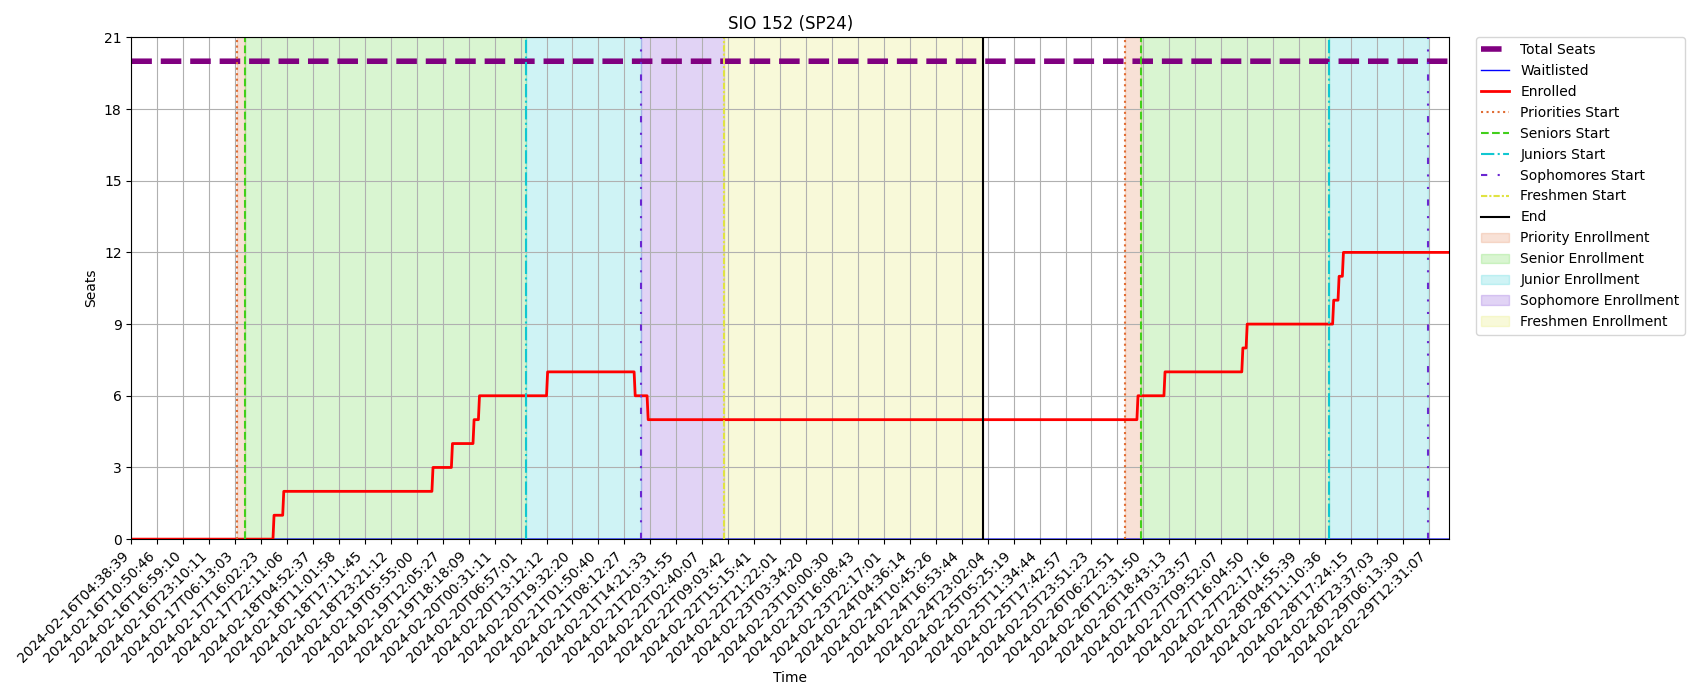 SIO 152 (SP24)
Seats
21
18
15
12
9
6
3
0
2024-02-16T04:38:39
2024-02-16T10:50:46
2024-02-16T16:59:10
2024-02-16T23:10:11
2024-02-17T06:13:03
2024-02-17T16:02:23
2024-02-17T22:11:06
2024-02-18T04:52:37
2024-02-18T11:01:58
2024-02-18T17:11:45
2024-02-18T23:21:12
2024-02-19T05:55:00
2024-02-19T12:05:27
2024-02-19T18:18:09
2024-02-20T00:31:11
2024-02-20T06:57:01
2024-02-20T13:12:12
2024-02-20T19:32:20
2024-02-21T01:50:40
2024-02-21T08:12:27
2024-02-21T14:21:33
2024-02-21T20:31:55
2024-02-22T02:40:07
2024-02-22T09:03:42
2024-02-22T15:15:41
2024-02-22T21:22:01
2024-02-23T03:34:20
2024-02-23T10:00:30
2024-02-23T16:08:43
2024-02-23T22:17:01
2024-02-24T04:36:14
2024-02-24T10:45:26
2024-02-24T16:53:44
2024-02-24T23:02:04
2024-02-25T05:25:19
2024-02-25T11:34:44
2024-02-25T17:42:57
2024-02-25T23:51:23
2024-02-26T06:22:51
2024-02-26T12:31:50
2024-02-26T18:43:13
2024-02-27T03:23:57
2024-02-27T09:52:07
2024-02-27T16:04:50
2024-02-27T22:17:16
2024-02-28T04:55:39
2024-02-28T11:10:36
2024-02-28T17:24:15
2024-02-28T23:37:03
2024-02-29T06:13:30
2024-02-29T12:31:07
Time
Total Seats
Waitlisted
Enrolled
Priorities Start
Seniors Start
Juniors Start
Sophomores Start
Freshmen Start
End
Priority Enrollment
Senior Enrollment
Junior Enrollment
Sophomore Enrollment
Freshmen Enrollment